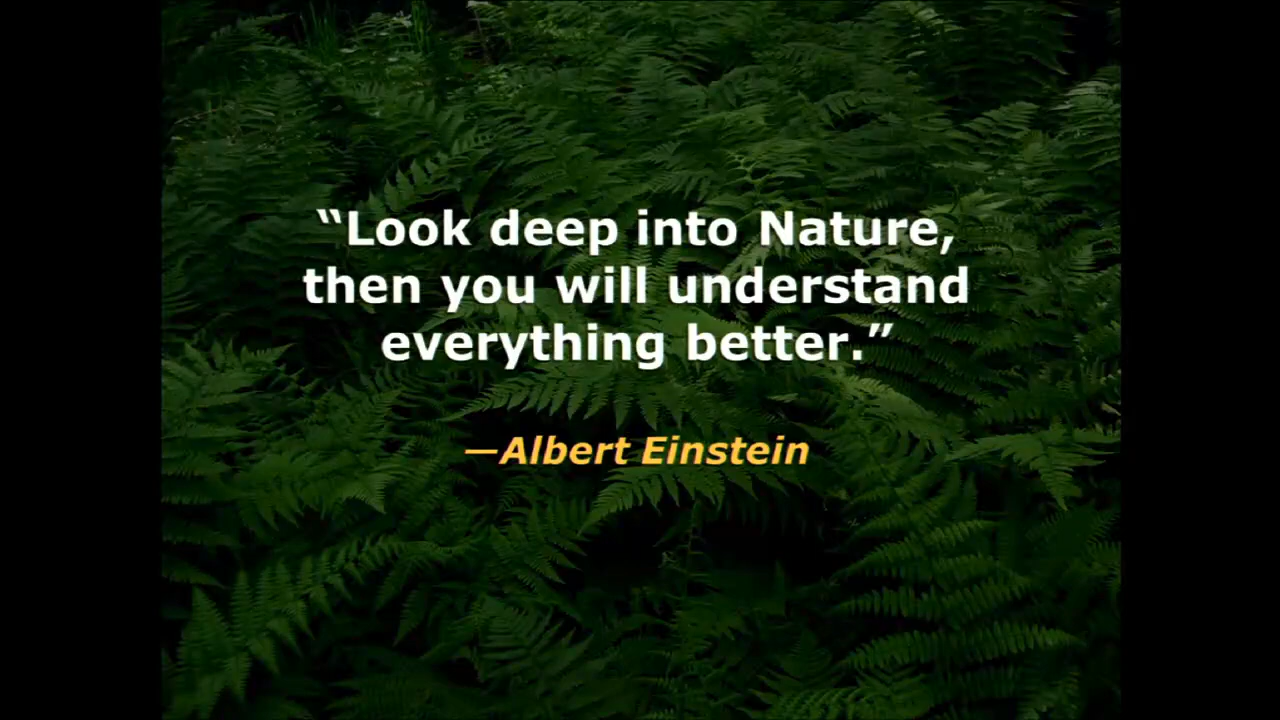 “Look deep into Nature,
then you will understand
everything better.”
—Albert Einstein